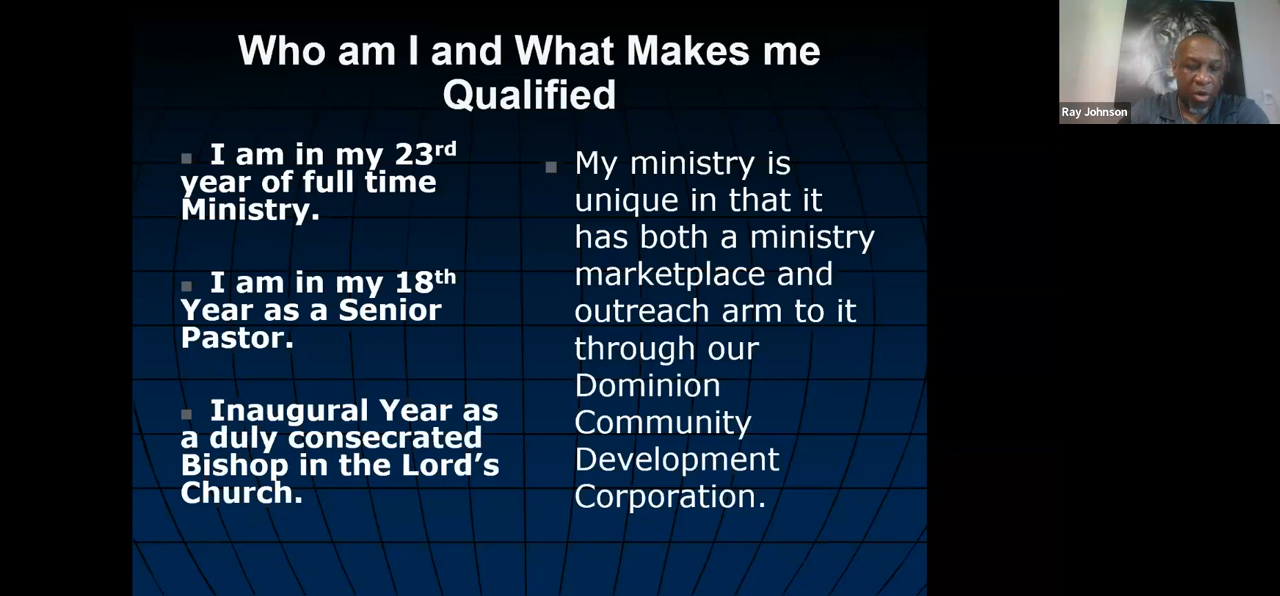 Who am I and What Makes me
Qualified
I am in my 23rd
year of full time
Ministry.
I am in my 18th
Year as a Senior
Pastor.
Inaugural Year as
a duly consecrated
Bishop in the Lord’s
Church.
My ministry is
unique in that it
has both a ministry
marketplace and
outreach arm to it
through our
Dominion
Community
Development
Corporation.
Ray Johnson